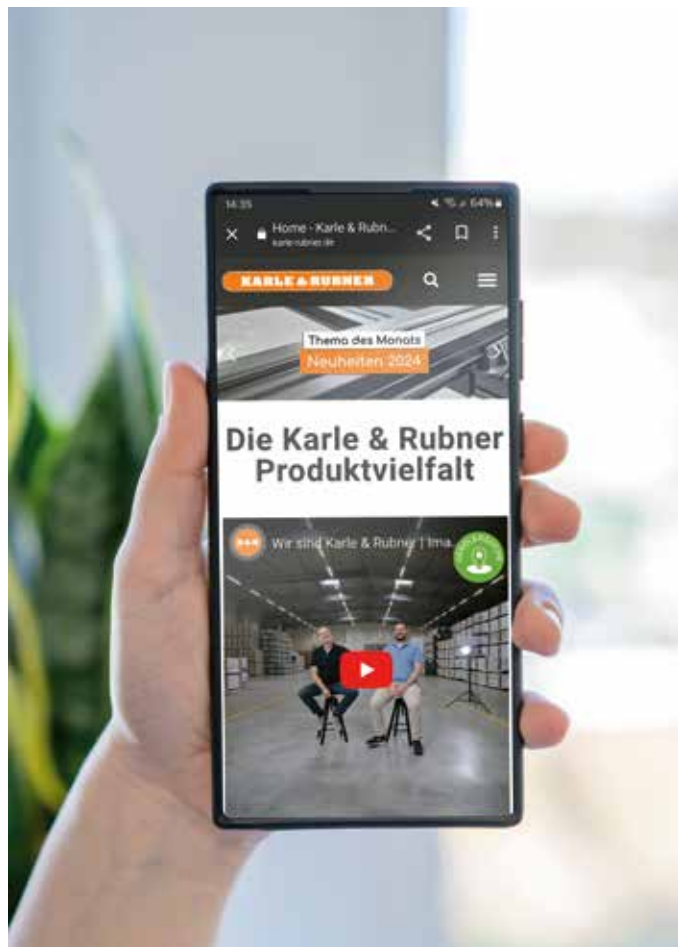 14:35
64%
Home - Karle & Rubn...
karle-rubner.de
KARLE & RUBNER
Thema des Monats
Neuheiten 2024
Die Karle & Rubner
Produktvielfalt
Wir sind Karle & Rubner | Ima...